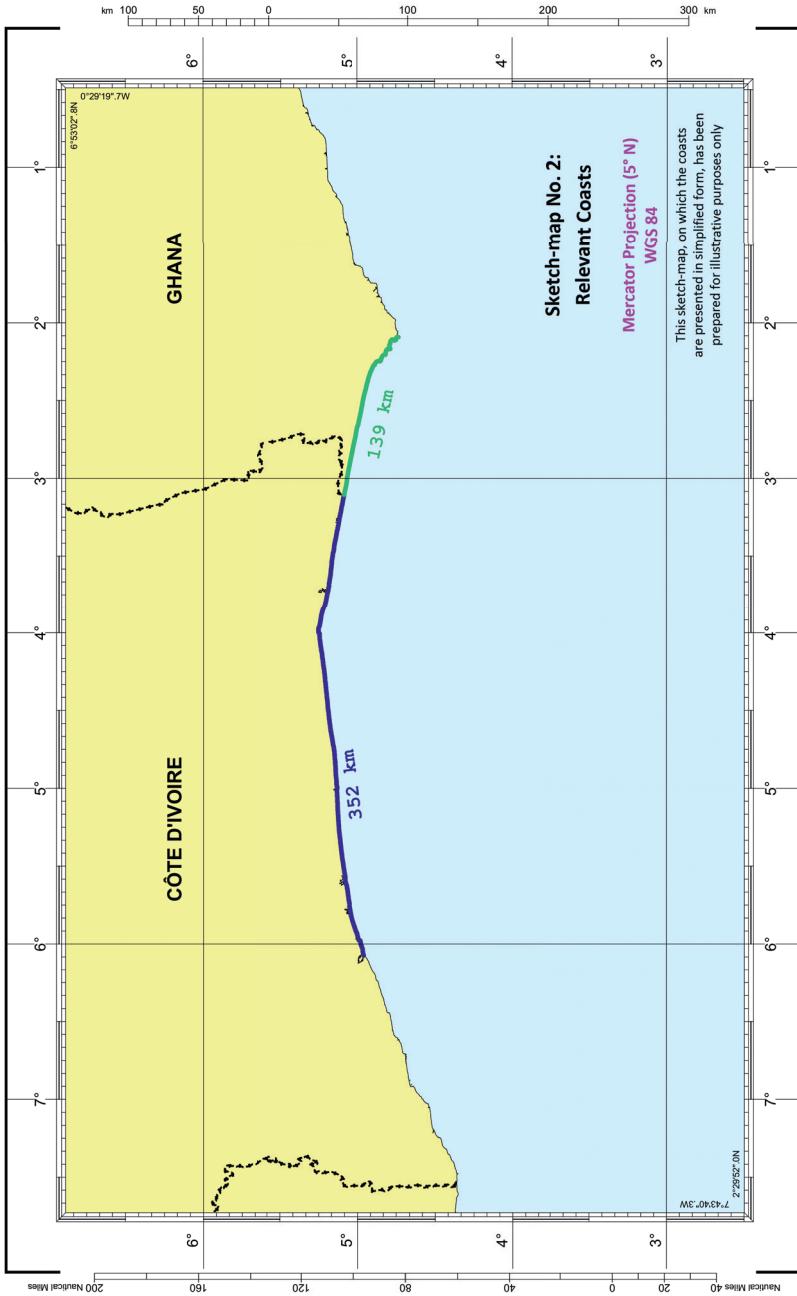 km 100 50 0 100 200 300 km
6° 5° 4° 3°
6°53'02".8N
0°29'19".7W
1°
2°
3°
4°
5°
6°
7°
1°
2°
3°
4°
5°
6°
7°
GHANA
CÔTE D'IVOIRE
139 km
352 km
Sketch-map No. 2:
Relevant Coasts
Mercator Projection (5° N)
WGS 84
This sketch-map, on which the coasts
are presented in simplified form, has been
prepared for illustrative purposes only
7°43'40".3W
2°29'52".0N
6° 5° 4° 3°
Nautical Miles 200 160 120 80 40 0 20 40 Nautical Miles